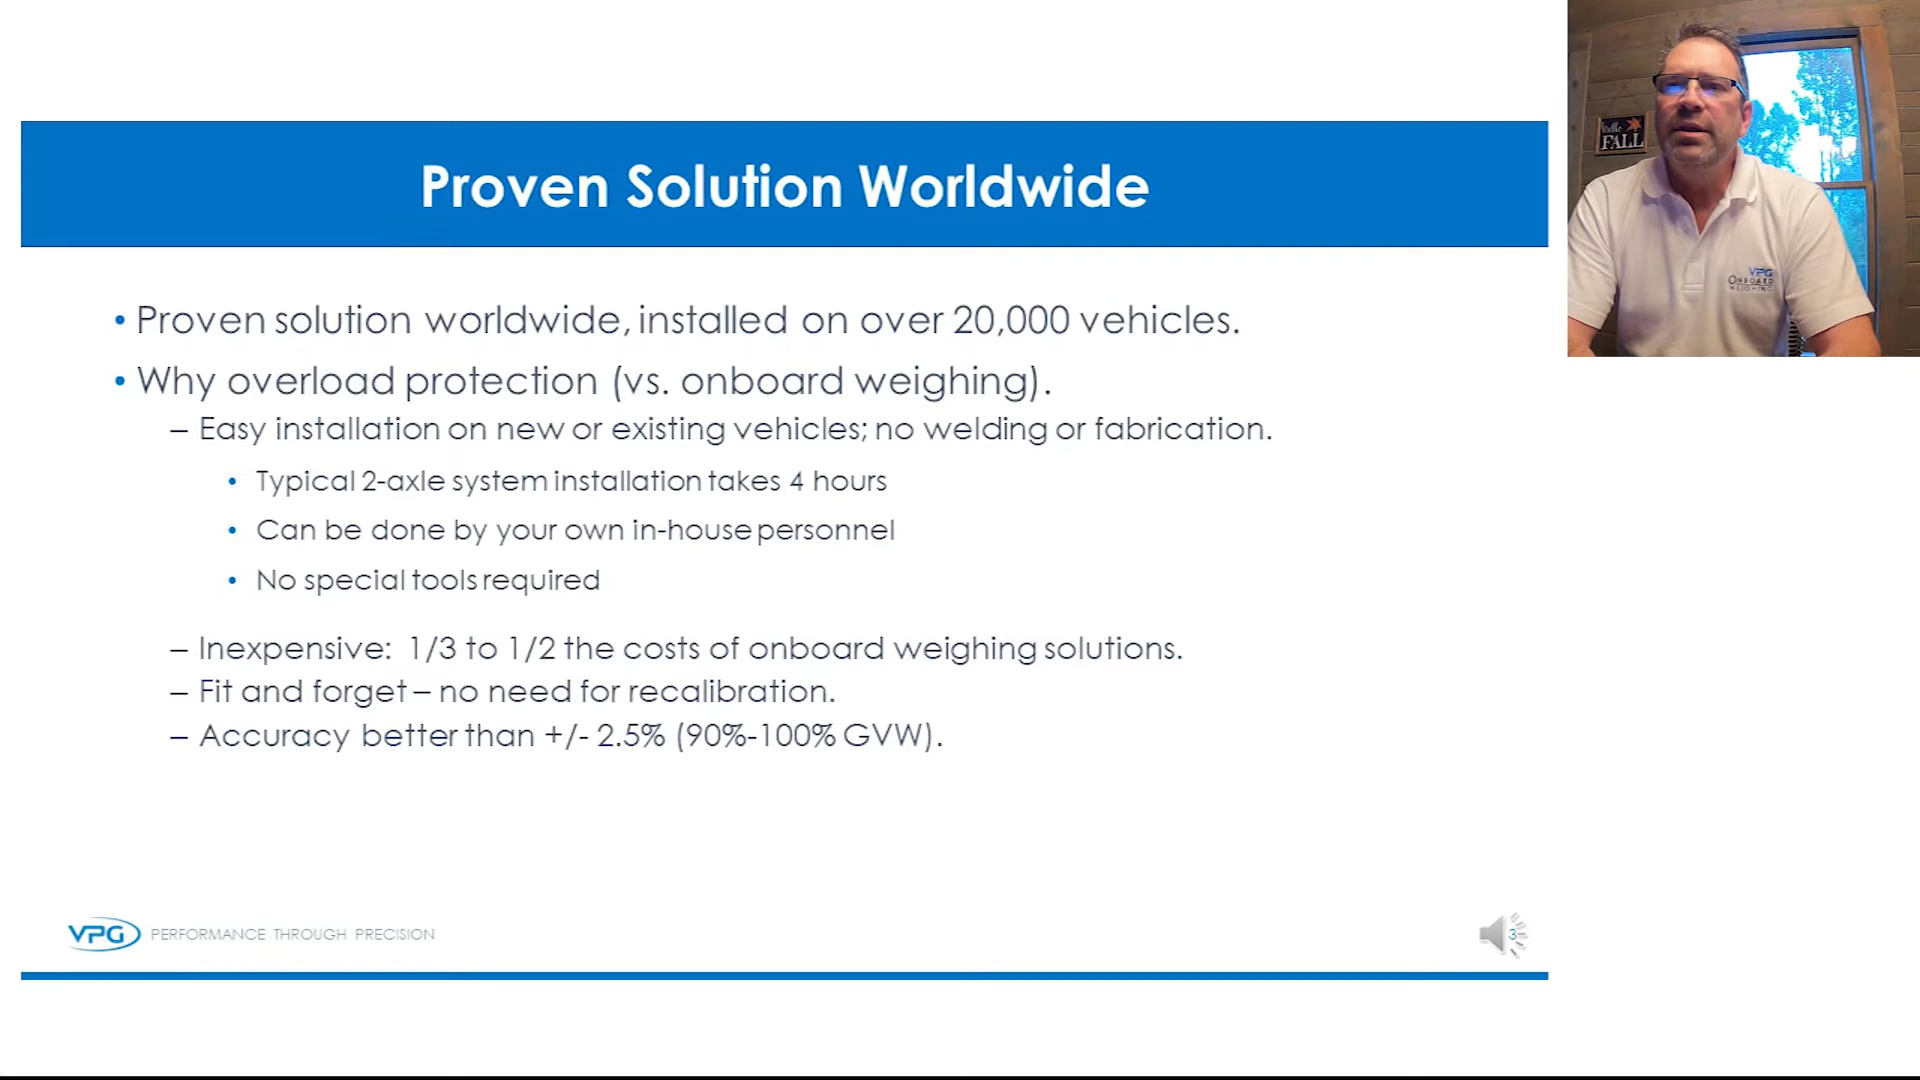 Proven Solution Worldwide
• Proven solution worldwide, installed on over 20,000 vehicles.
• Why overload protection (vs. onboard weighing).
– Easy installation on new or existing vehicles; no welding or fabrication.
• Typical 2-axle system installation takes 4 hours
• Can be done by your own in-house personnel
• No special tools required
– Inexpensive: 1/3 to 1/2 the costs of onboard weighing solutions.
– Fit and forget – no need for recalibration.
– Accuracy better than +/- 2.5% (90%-100% GVW).
VPG PERFORMANCE THROUGH PRECISION
3
FALL
VPG
ONBOARD
WEIGHING